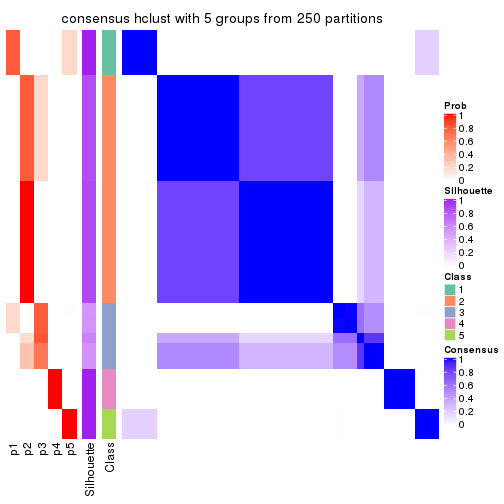 consensus hclust with 5 groups from 250 partitions
Prob
1
0.8
0.6
0.4
0.2
0
Silhouette
1
0.8
0.6
0.4
0.2
0
Class
1
2
3
4
5
Consensus
1
0.8
0.6
0.4
0.2
0
p1
p2
p3
p4
p5
Silhouette
Class